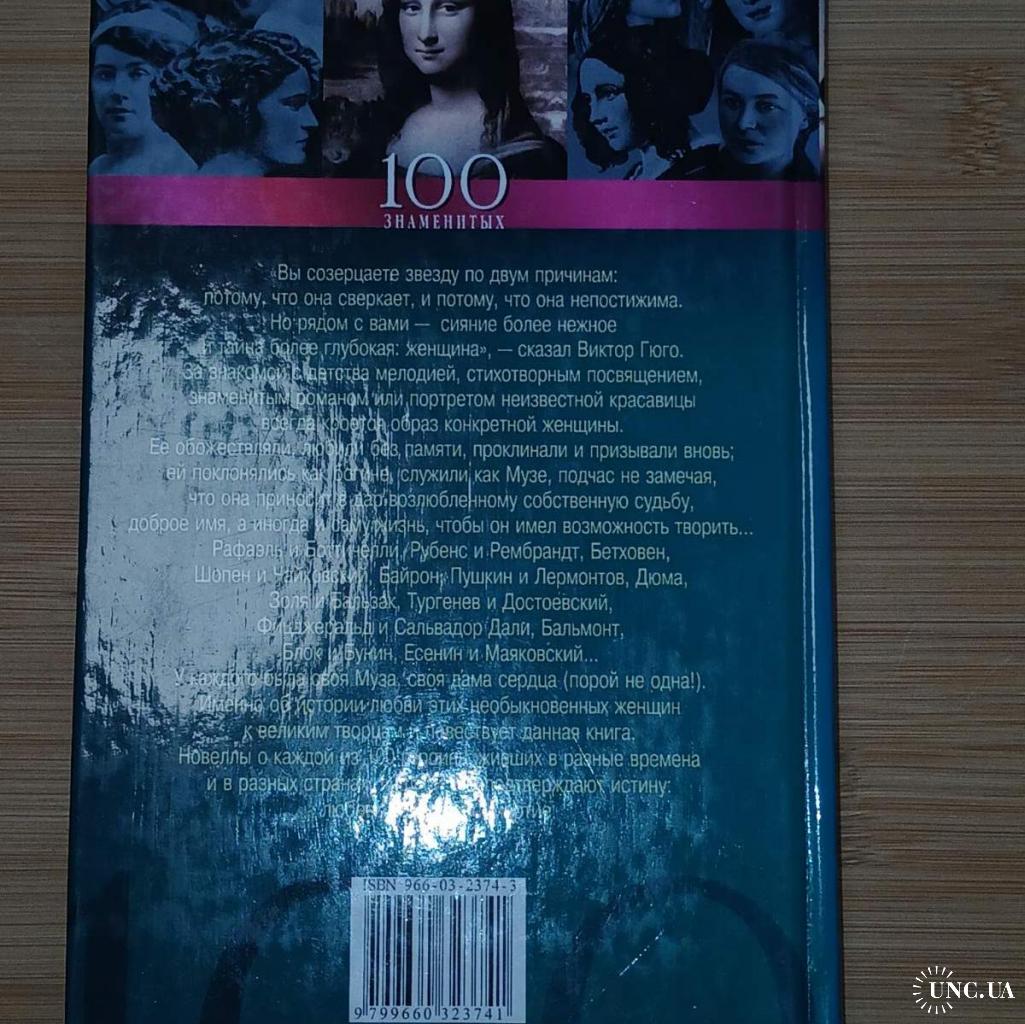 100
ЗНАМЕНИТЫХ
«Вы созерцаете звезду по двум причинам:
потому, что она сверкает, и потому, что она непостижима.
Но рядом с вами — сияние более нежное
и тайна более глубокая: женщина», — сказал Виктор Гюго.
За знакомой с детства мелодией, стихотворным посвящением,
знаменитым романом или портретом неизвестной красавицы
всегда кроется образ конкретной женщины.
Ее обожествляли, любили без памяти, проклинали и призывали вновь;
ей поклонялись как богине, служили как Музе, подчас не замечая,
что она приносит в дар возлюбленному собственную судьбу,
доброе имя, а иногда и саму жизнь, чтобы он имел возможность творить...
Рафаэль и Боттичелли, Рубенс и Рембрандт, Бетховен,
Шопен и Чайковский, Байрон, Пушкин и Лермонтов, Дюма,
Золя и Бальзак, Тургенев и Достоевский,
Фицджеральд и Сальвадор Дали, Бальмонт,
Блок и Бунин, Есенин и Маяковский...
У каждого была своя Муза, своя дама сердца (порой не одна!).
Именно об истории любви этих необыкновенных женщин
к великим творцам и повествует данная книга.
Новеллы о каждой из 100 героинь, живших в разные времена
и в разных странах, подтверждают истину:
ISBN 966-03-2374-3
9 799660 323741
UNC.UA